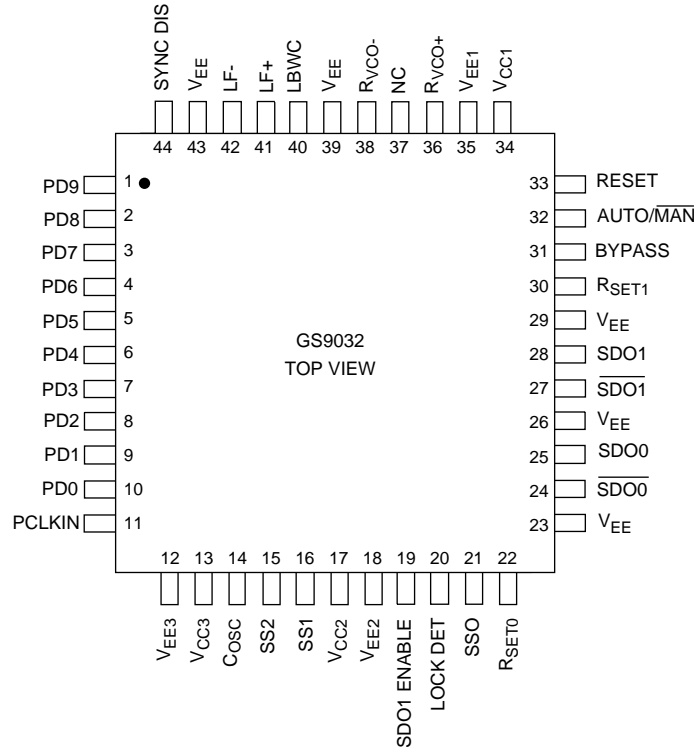 SYNC DIS
VEE
LF-
LF+
LBWC
VEE
RVCO-
NC
RVCO+
VEE1
VCC1
44 43 42 41 40 39 38 37 36 35 34
PD9 1
PD8 2
PD7 3
PD6 4
PD5 5
PD4 6
PD3 7
PD2 8
PD1 9
PD0 10
PCLKIN 11
GS9032
TOP VIEW
33 RESET
32 AUTO/MAN
31 BYPASS
30 RSET1
29 VEE
28 SDO1
27 SDO1
26 VEE
25 SDO0
24 SDO0
23 VEE
12 13 14 15 16 17 18 19 20 21 22
VEE3
VCC3
COSC
SS2
SS1
VCC2
VEE2
SDO1 ENABLE
LOCK DET
SSO
RSET0